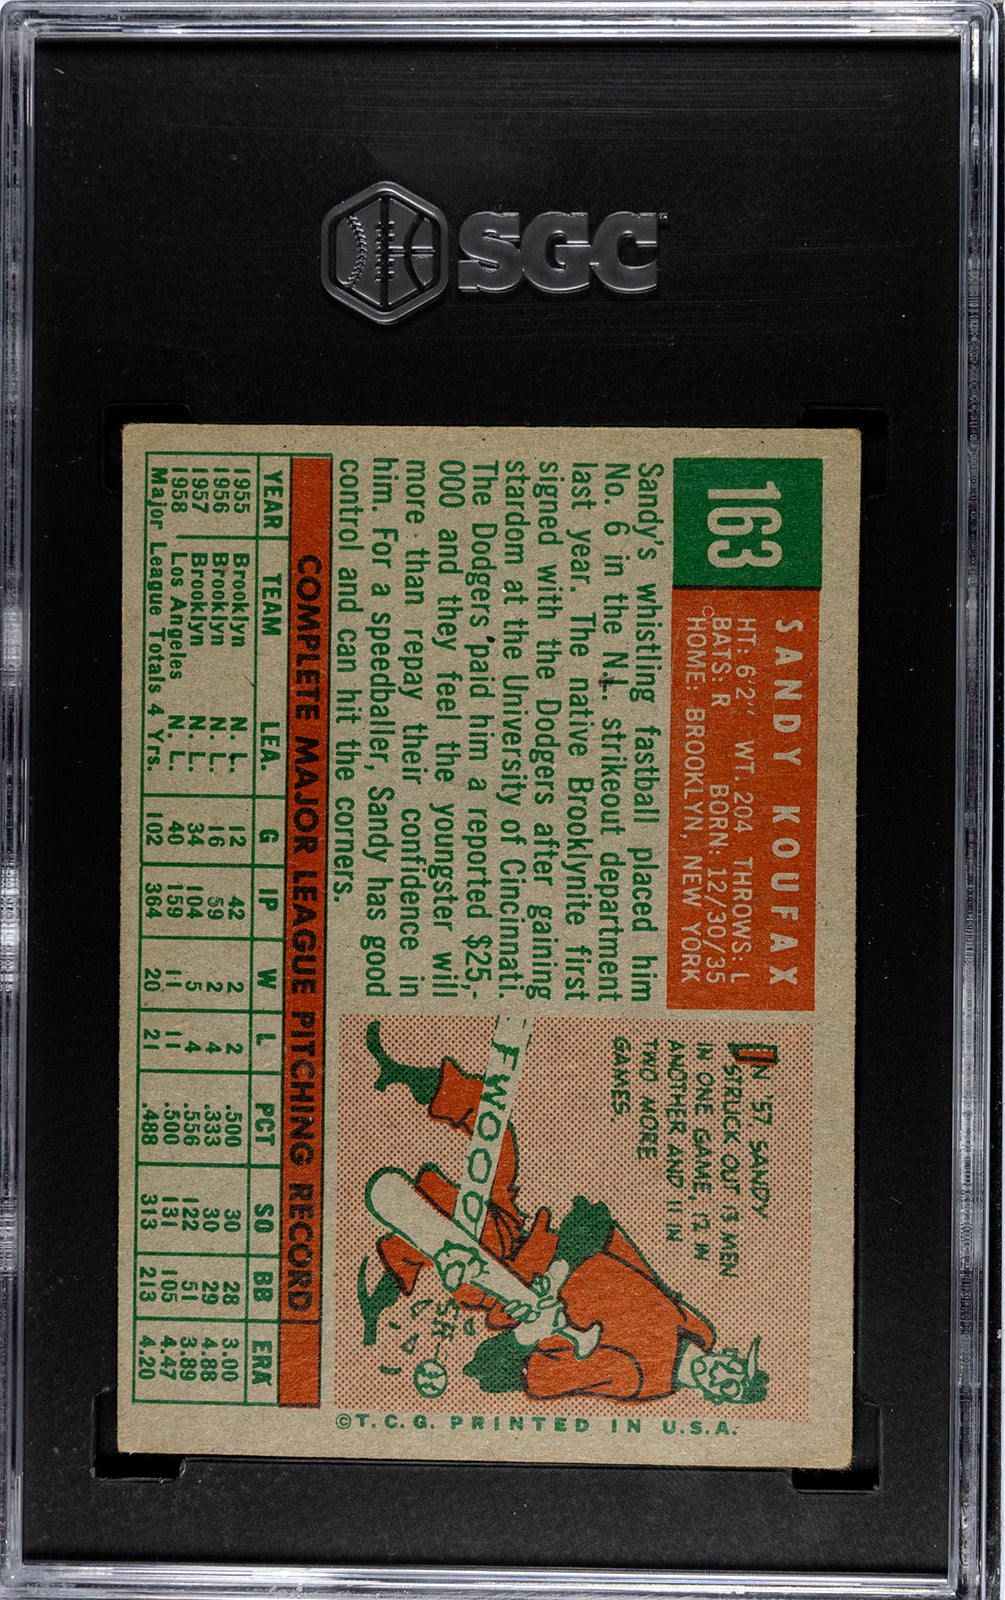 SGC
163
SANDY KOUFAX
HT: 6'2" WT. 204 THROWS: L
BATS: R BORN: 12/30/35
HOME: BROOKLYN, NEW YORK
Sandy's whistling fastball placed him
No. 6 in the N.L. strikeout department
last year. The native Brooklynite first
signed with the Dodgers after gaining
stardom at the University of Cincinnati.
The Dodgers paid him a reported $25,-
000 and they feel the youngster will
more than repay their confidence in
him. For a speedballer, Sandy has good
control and can hit the corners.
IN '57, SANDY
STRUCK OUT 13 MEN
IN ONE GAME, 12 IN
ANOTHER AND 11 IN
TWO MORE
GAMES.
FWOOO
©T.C.G. PRINTED IN U.S.A.
COMPLETE MAJOR LEAGUE PITCHING RECORD
YEAR TEAM LEA G IP W L PCT SO BB ERA
1955 Brooklyn N. L. 12 42 2 2 .500 30 28 3.00
1956 Brooklyn N. L. 16 59 2 4 .333 30 29 4.88
1957 Brooklyn N. L. 34 104 5 4 .556 122 51 3.89
1958 Los Angeles N. L. 40 159 11 11 .500 131 105 4.47
Major League Totals 4 Yrs. 102 364 20 21 .488 313 213 4.20